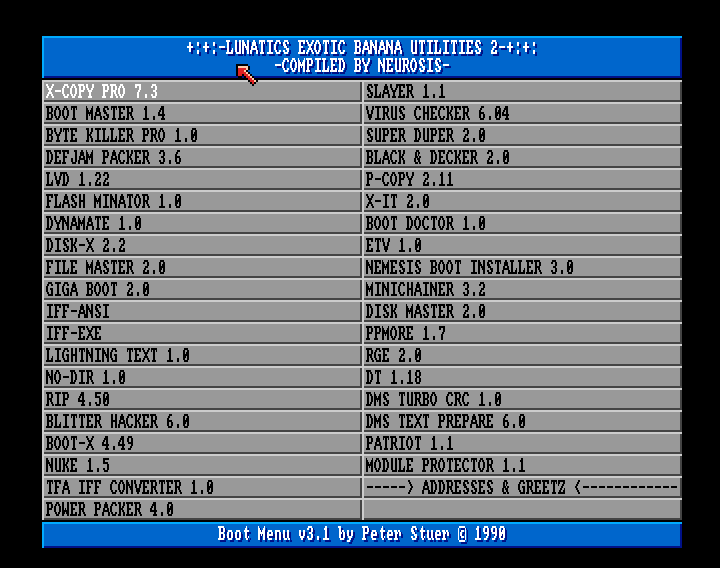 +:+:-LUNATICS EXOTIC BANANA UTILITIES 2-+:+:
-COMPILED BY NEUROSIS-
X-COPY PRO 7.3
BOOT MASTER 1.4
BYTE KILLER PRO 1.0
DEFJAM PACKER 3.6
LVD 1.22
FLASH MINATOR 1.0
DYNAMATE 1.0
DISK-X 2.2
FILE MASTER 2.0
GIGA BOOT 2.0
IFF-ANSI
IFF-EXE
LIGHTNING TEXT 1.0
NO-DIR 1.0
RIP 4.50
BLITTER HACKER 6.0
BOOT-X 4.49
NUKE 1.5
TFA IFF CONVERTER 1.0
POWER PACKER 4.0
SLAYER 1.1
VIRUS CHECKER 6.04
SUPER DUPER 2.0
BLACK & DECKER 2.0
P-COPY 2.11
X-IT 2.0
BOOT DOCTOR 1.0
ETV 1.0
NEMESIS BOOT INSTALLER 3.0
MINICHAINER 3.2
DISK MASTER 2.0
PPMORE 1.7
RGE 2.0
DT 1.18
DMS TURBO CRC 1.0
DMS TEXT PREPARE 6.0
PATRIOT 1.1
MODULE PROTECTOR 1.1
-----> ADDRESSES & GREETZ <------------
Boot Menu v3.1 by Peter Stuer © 1990